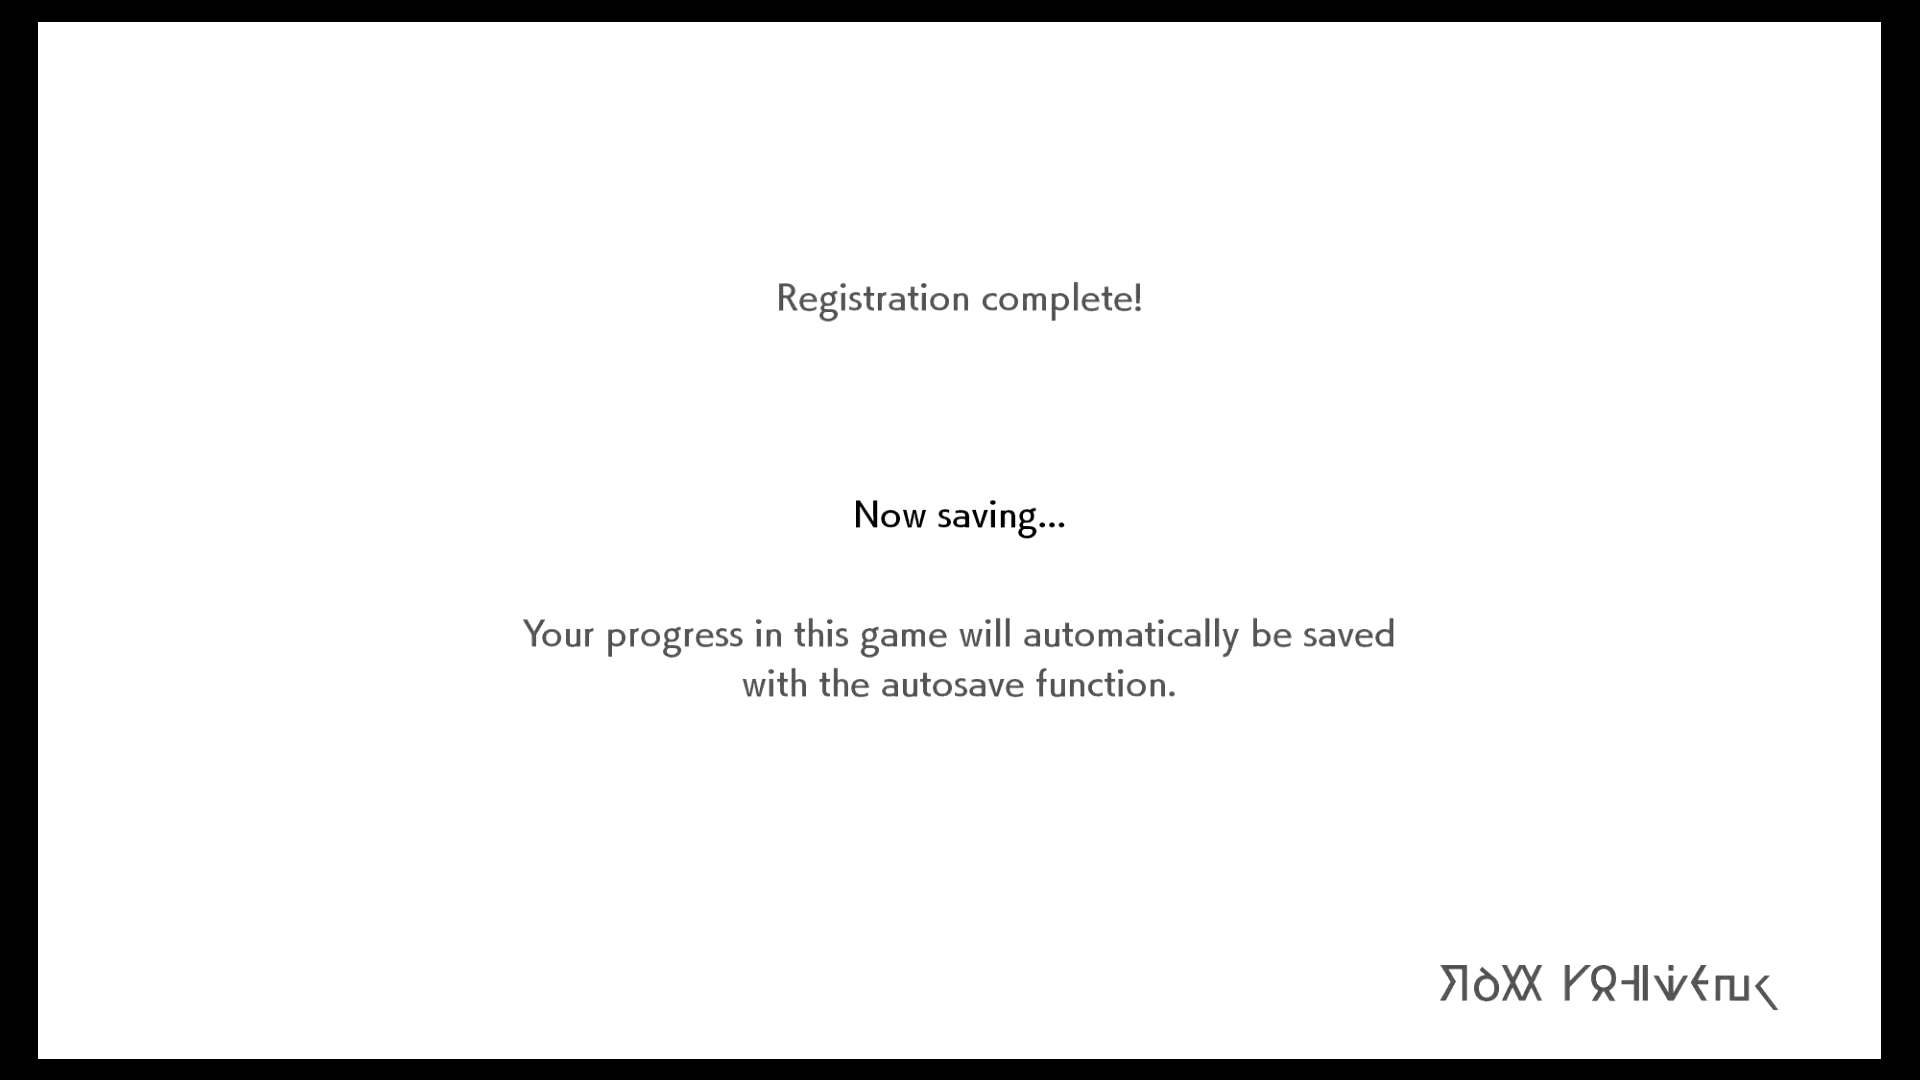 Registration complete!
Now saving...
Your progress in this game will automatically be saved
with the autosave function.